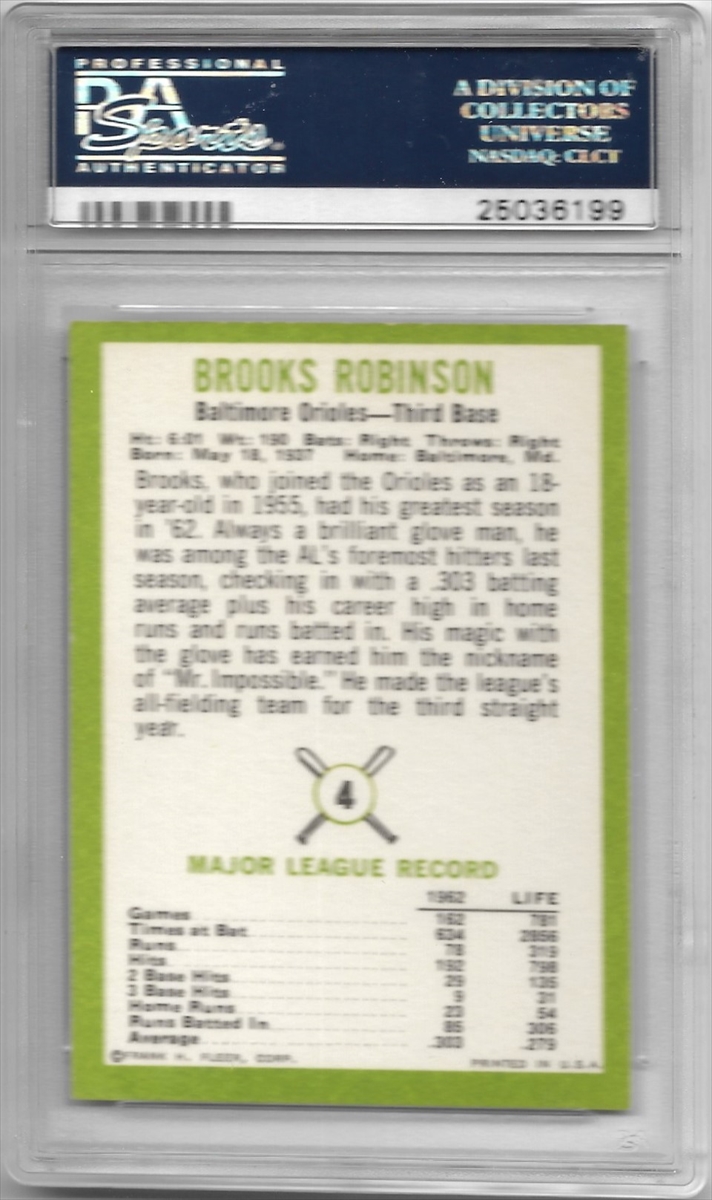 PROFESSIONAL
PSA
Sports
AUTHENTICATOR
A DIVISION OF
COLLECTORS
UNIVERSE
NASDAQ: CLCT
25036199
BROOKS ROBINSON
Baltimore Orioles—Third Base
Ht: 6:01 Wt: 190 Bats: Right Throws: Right
Born: May 18, 1937 Home: Baltimore, Md.
Brooks, who joined the Orioles as an 18-
year-old in 1955, had his greatest season
in '62. Always a brilliant glove man, he
was among the AL's foremost hitters last
season, checking in with a .303 batting
average plus his career high in home
runs and runs batted in. His magic with
the glove has earned him the nickname
of "Mr. Impossible." He made the league's
all-fielding team for the third straight
year.
4
MAJOR LEAGUE RECORD
1962 LIFE
Games 162 781
Times at Bat 634 2856
Runs 78 319
Hits 192 798
2 Base Hits 29 135
3 Base Hits 9 31
Home Runs 23 54
Runs Batted In 86 306
Average .303 .279
©FRANK H. FLEER, CORP. PRINTED IN U.S.A.